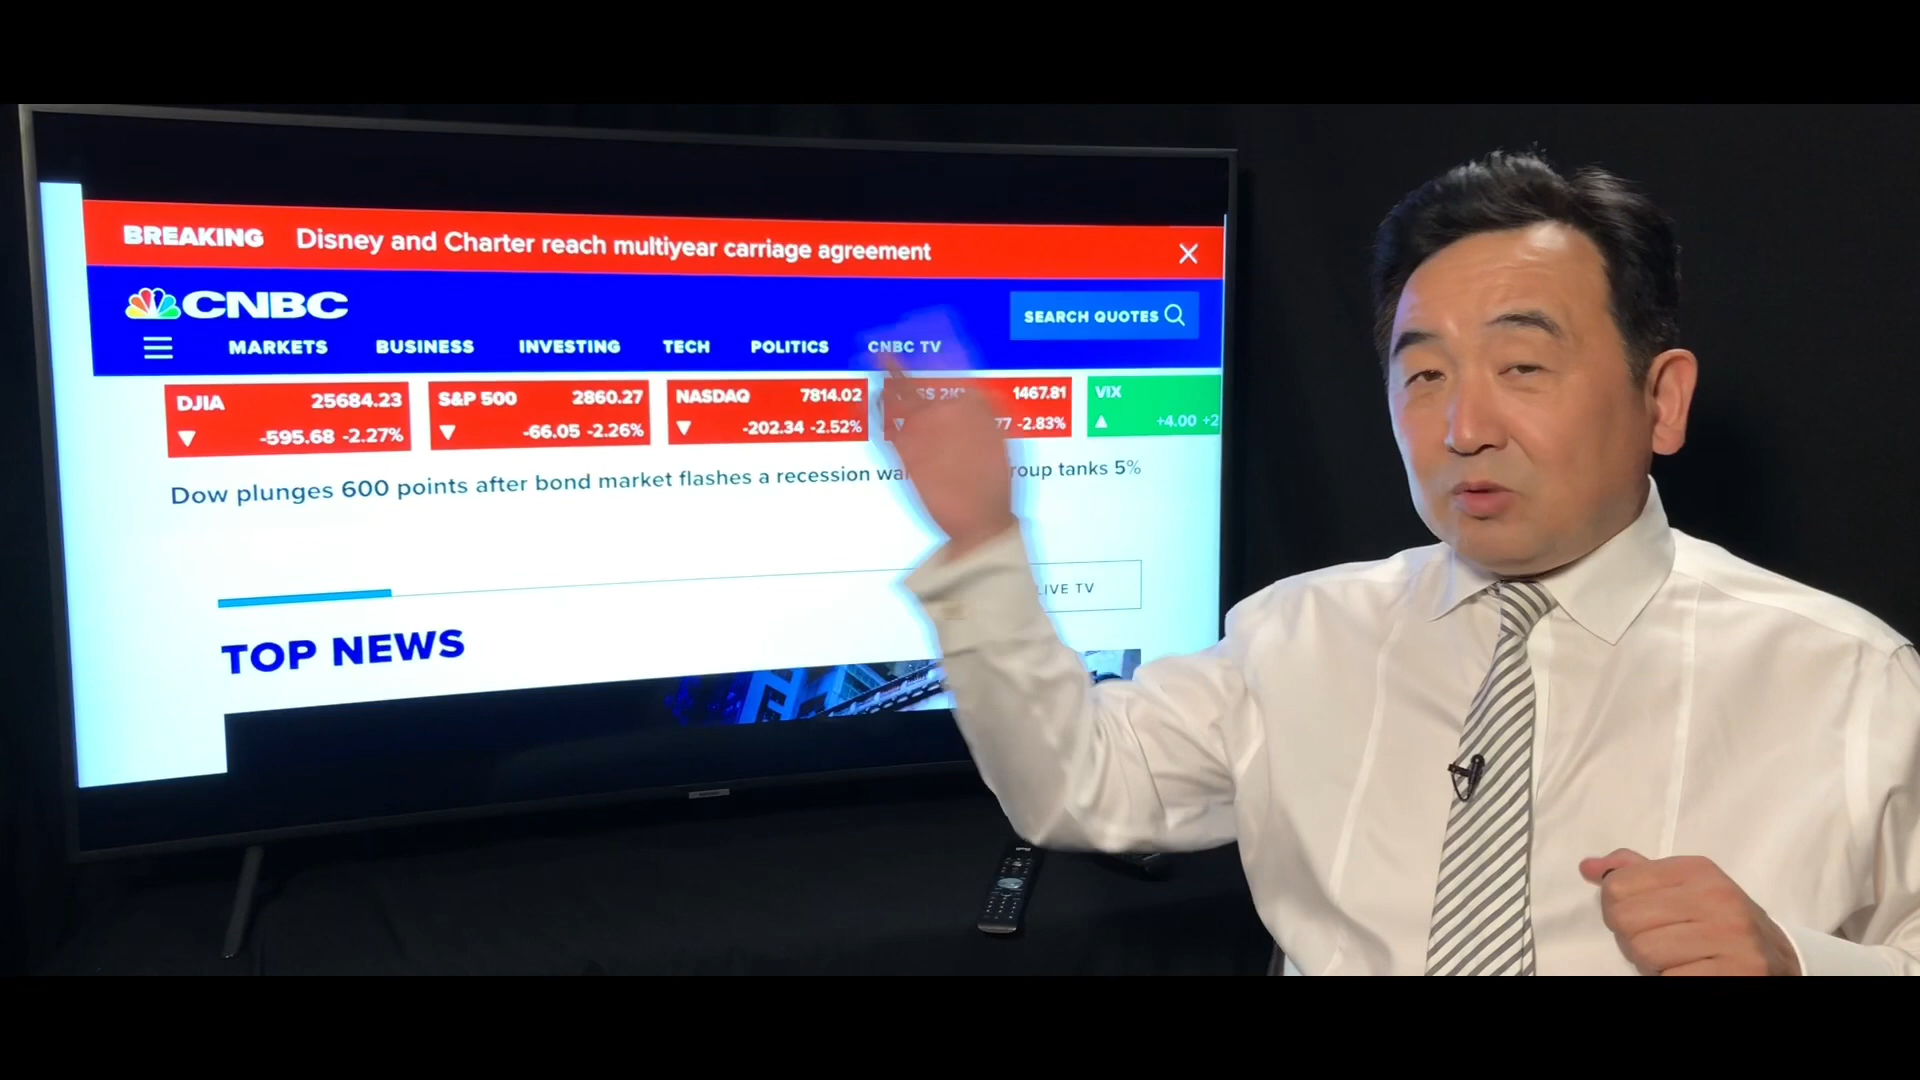 BREAKING Disney and Charter reach multiyear carriage agreement
CNBC
SEARCH QUOTES
MARKETS BUSINESS INVESTING TECH POLITICS CNBC TV
DJIA 25684.23 S&P 500 2860.27 NASDAQ 7814.02 1467.81 VIX
-595.68 -2.27% -66.05 -2.26% -202.34 -2.52% -2.83% +4.00
Dow plunges 600 points after bond market flashes a recession tanks 5%
TV
TOP NEWS